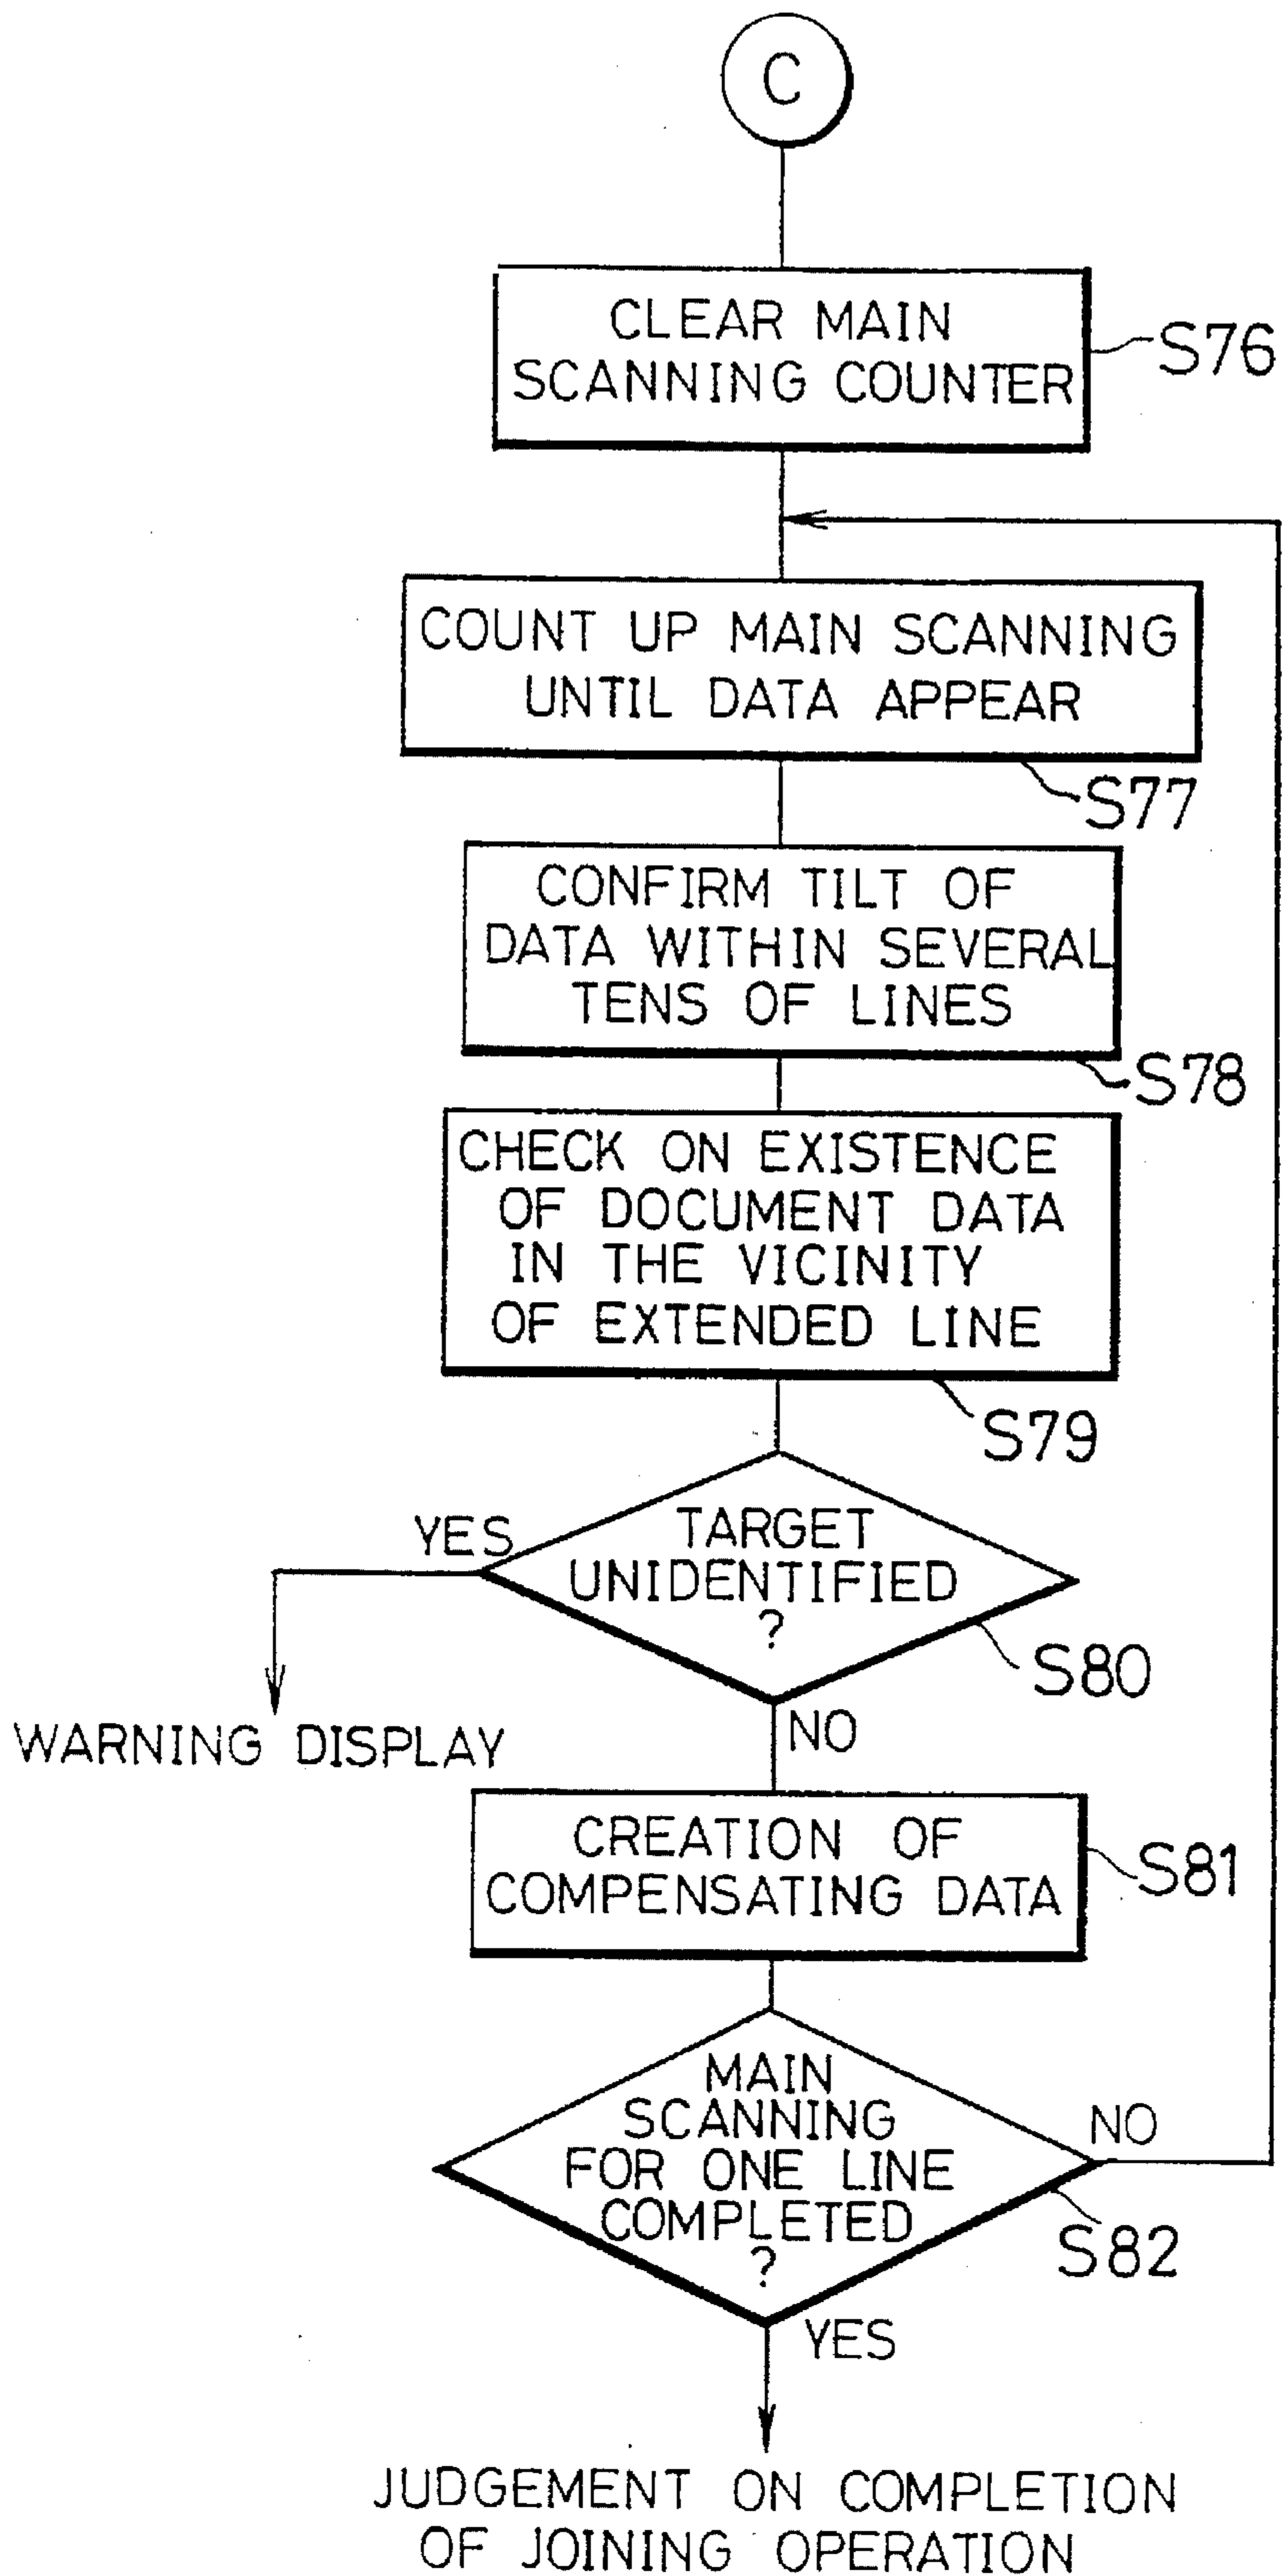 C
CLEAR MAIN
SCANNING COUNTER
S76
COUNT UP MAIN SCANNING
UNTIL DATA APPEAR
S77
CONFIRM TILT OF
DATA WITHIN SEVERAL
TENS OF LINES
S78
CHECK ON EXISTENCE
OF DOCUMENT DATA
IN THE VICINITY
OF EXTENDED LINE
S79
YES
TARGET
UNIDENTIFIED
?
S80
WARNING DISPLAY
NO
CREATION OF
COMPENSATING DATA
S81
MAIN
SCANNING
FOR ONE LINE
COMPLETED
?
NO
S82
YES
JUDGEMENT ON COMPLETION
OF JOINING OPERATION